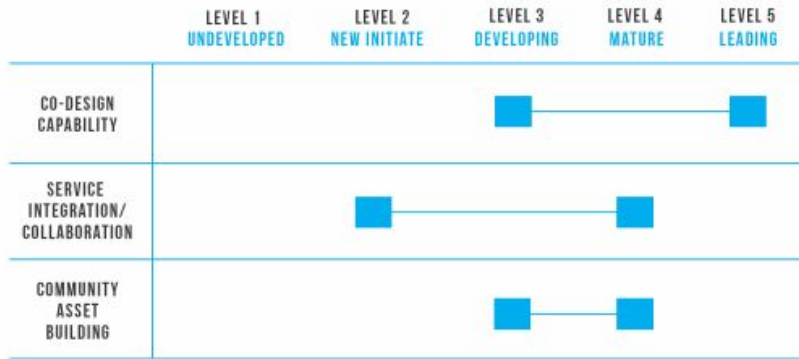 LEVEL 1 LEVEL 2 LEVEL 3 LEVEL 4 LEVEL 5
UNDEVELOPED NEW INITIATE DEVELOPING MATURE LEADING
CO-DESIGN
CAPABILITY
SERVICE
INTEGRATION/
COLLABORATION
COMMUNITY
ASSET
BUILDING